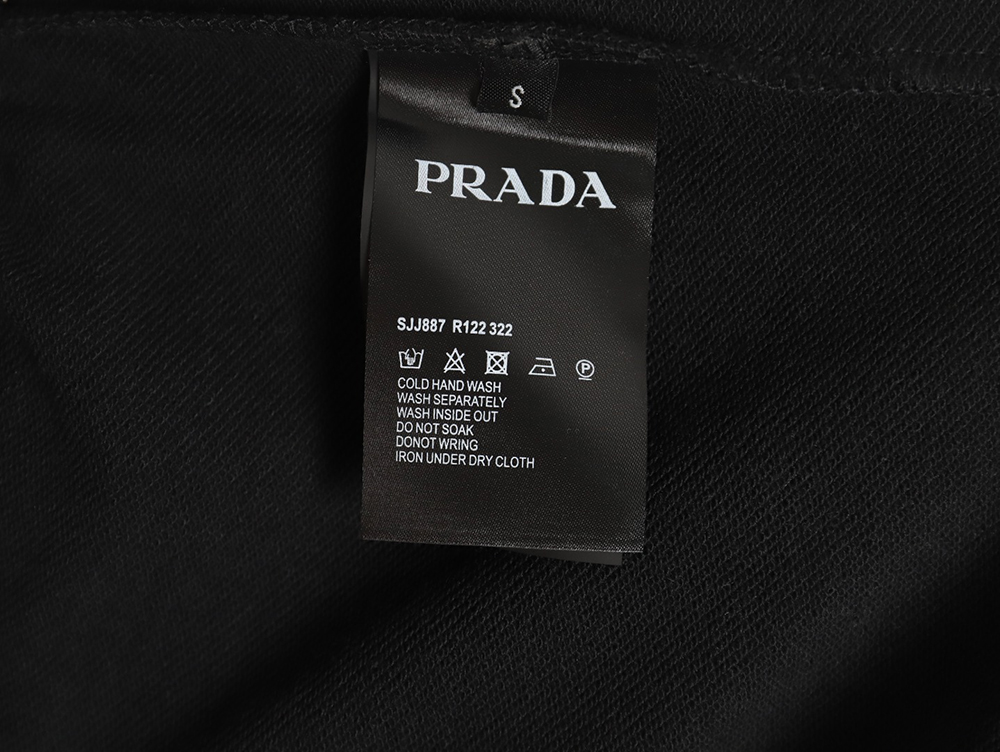 S
PRADA
SJJ887 R122 322
P
COLD HAND WASH
WASH SEPARATELY
WASH INSIDE OUT
DO NOT SOAK
DONOT WRING
IRON UNDER DRY CLOTH